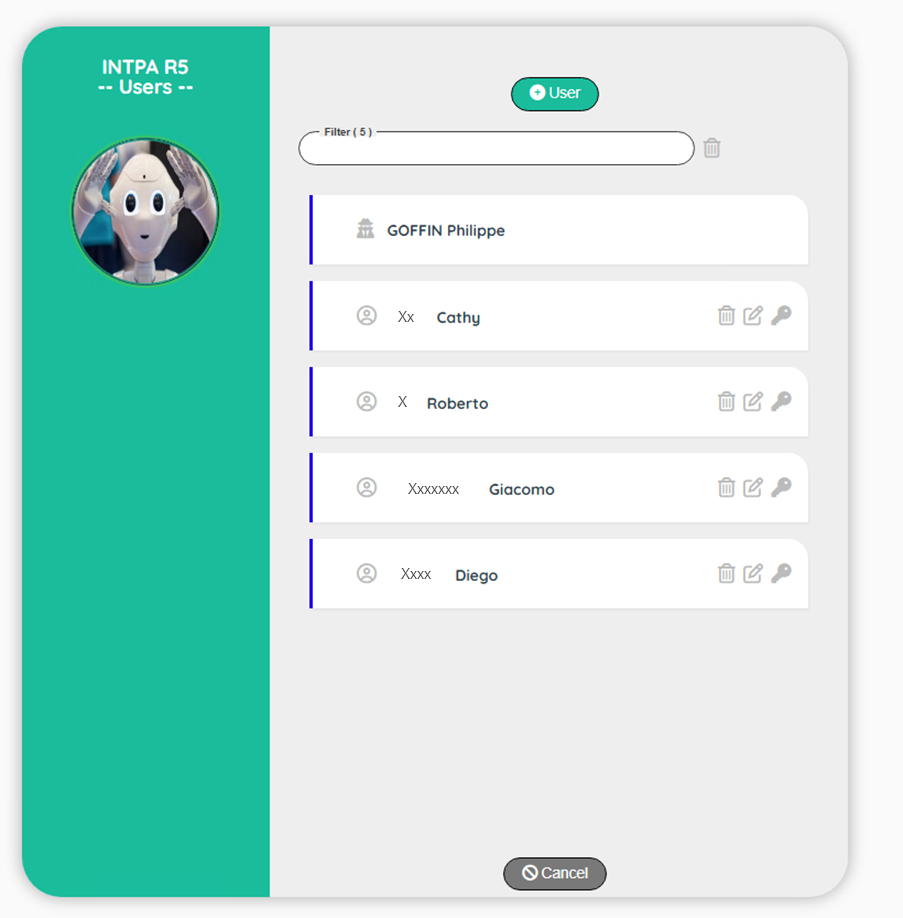 INTPA R5
-- Users --
User
Filter ( 5 )
GOFFIN Philippe
Xx Cathy
X Roberto
Xxxxxxx Giacomo
Xxxx Diego
Cancel